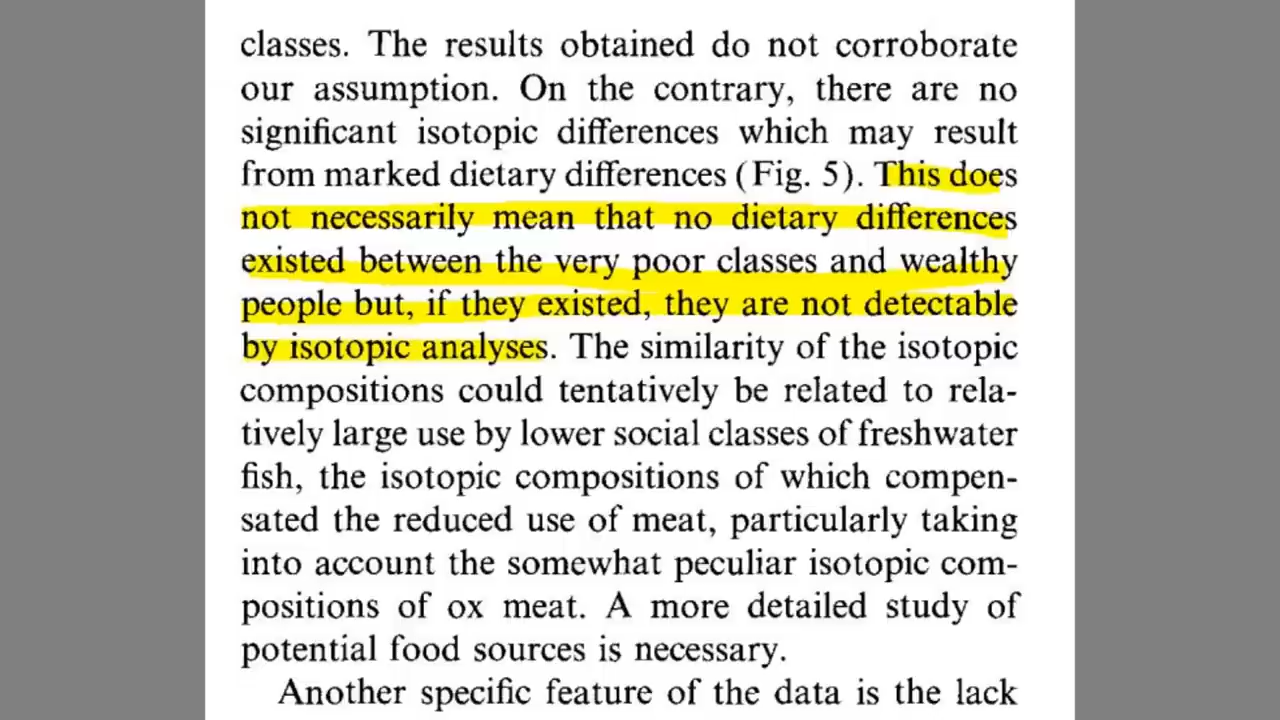 classes. The results obtained do not corroborate
our assumption. On the contrary, there are no
significant isotopic differences which may result
from marked dietary differences (Fig. 5). This does
not necessarily mean that no dietary differences
existed between the very poor classes and wealthy
people but, if they existed, they are not detectable
by isotopic analyses. The similarity of the isotopic
compositions could tentatively be related to rela-
tively large use by lower social classes of freshwater
fish, the isotopic compositions of which compen-
sated the reduced use of meat, particularly taking
into account the somewhat peculiar isotopic com-
positions of ox meat. A more detailed study of
potential food sources is necessary.
Another specific feature of the data is the lack